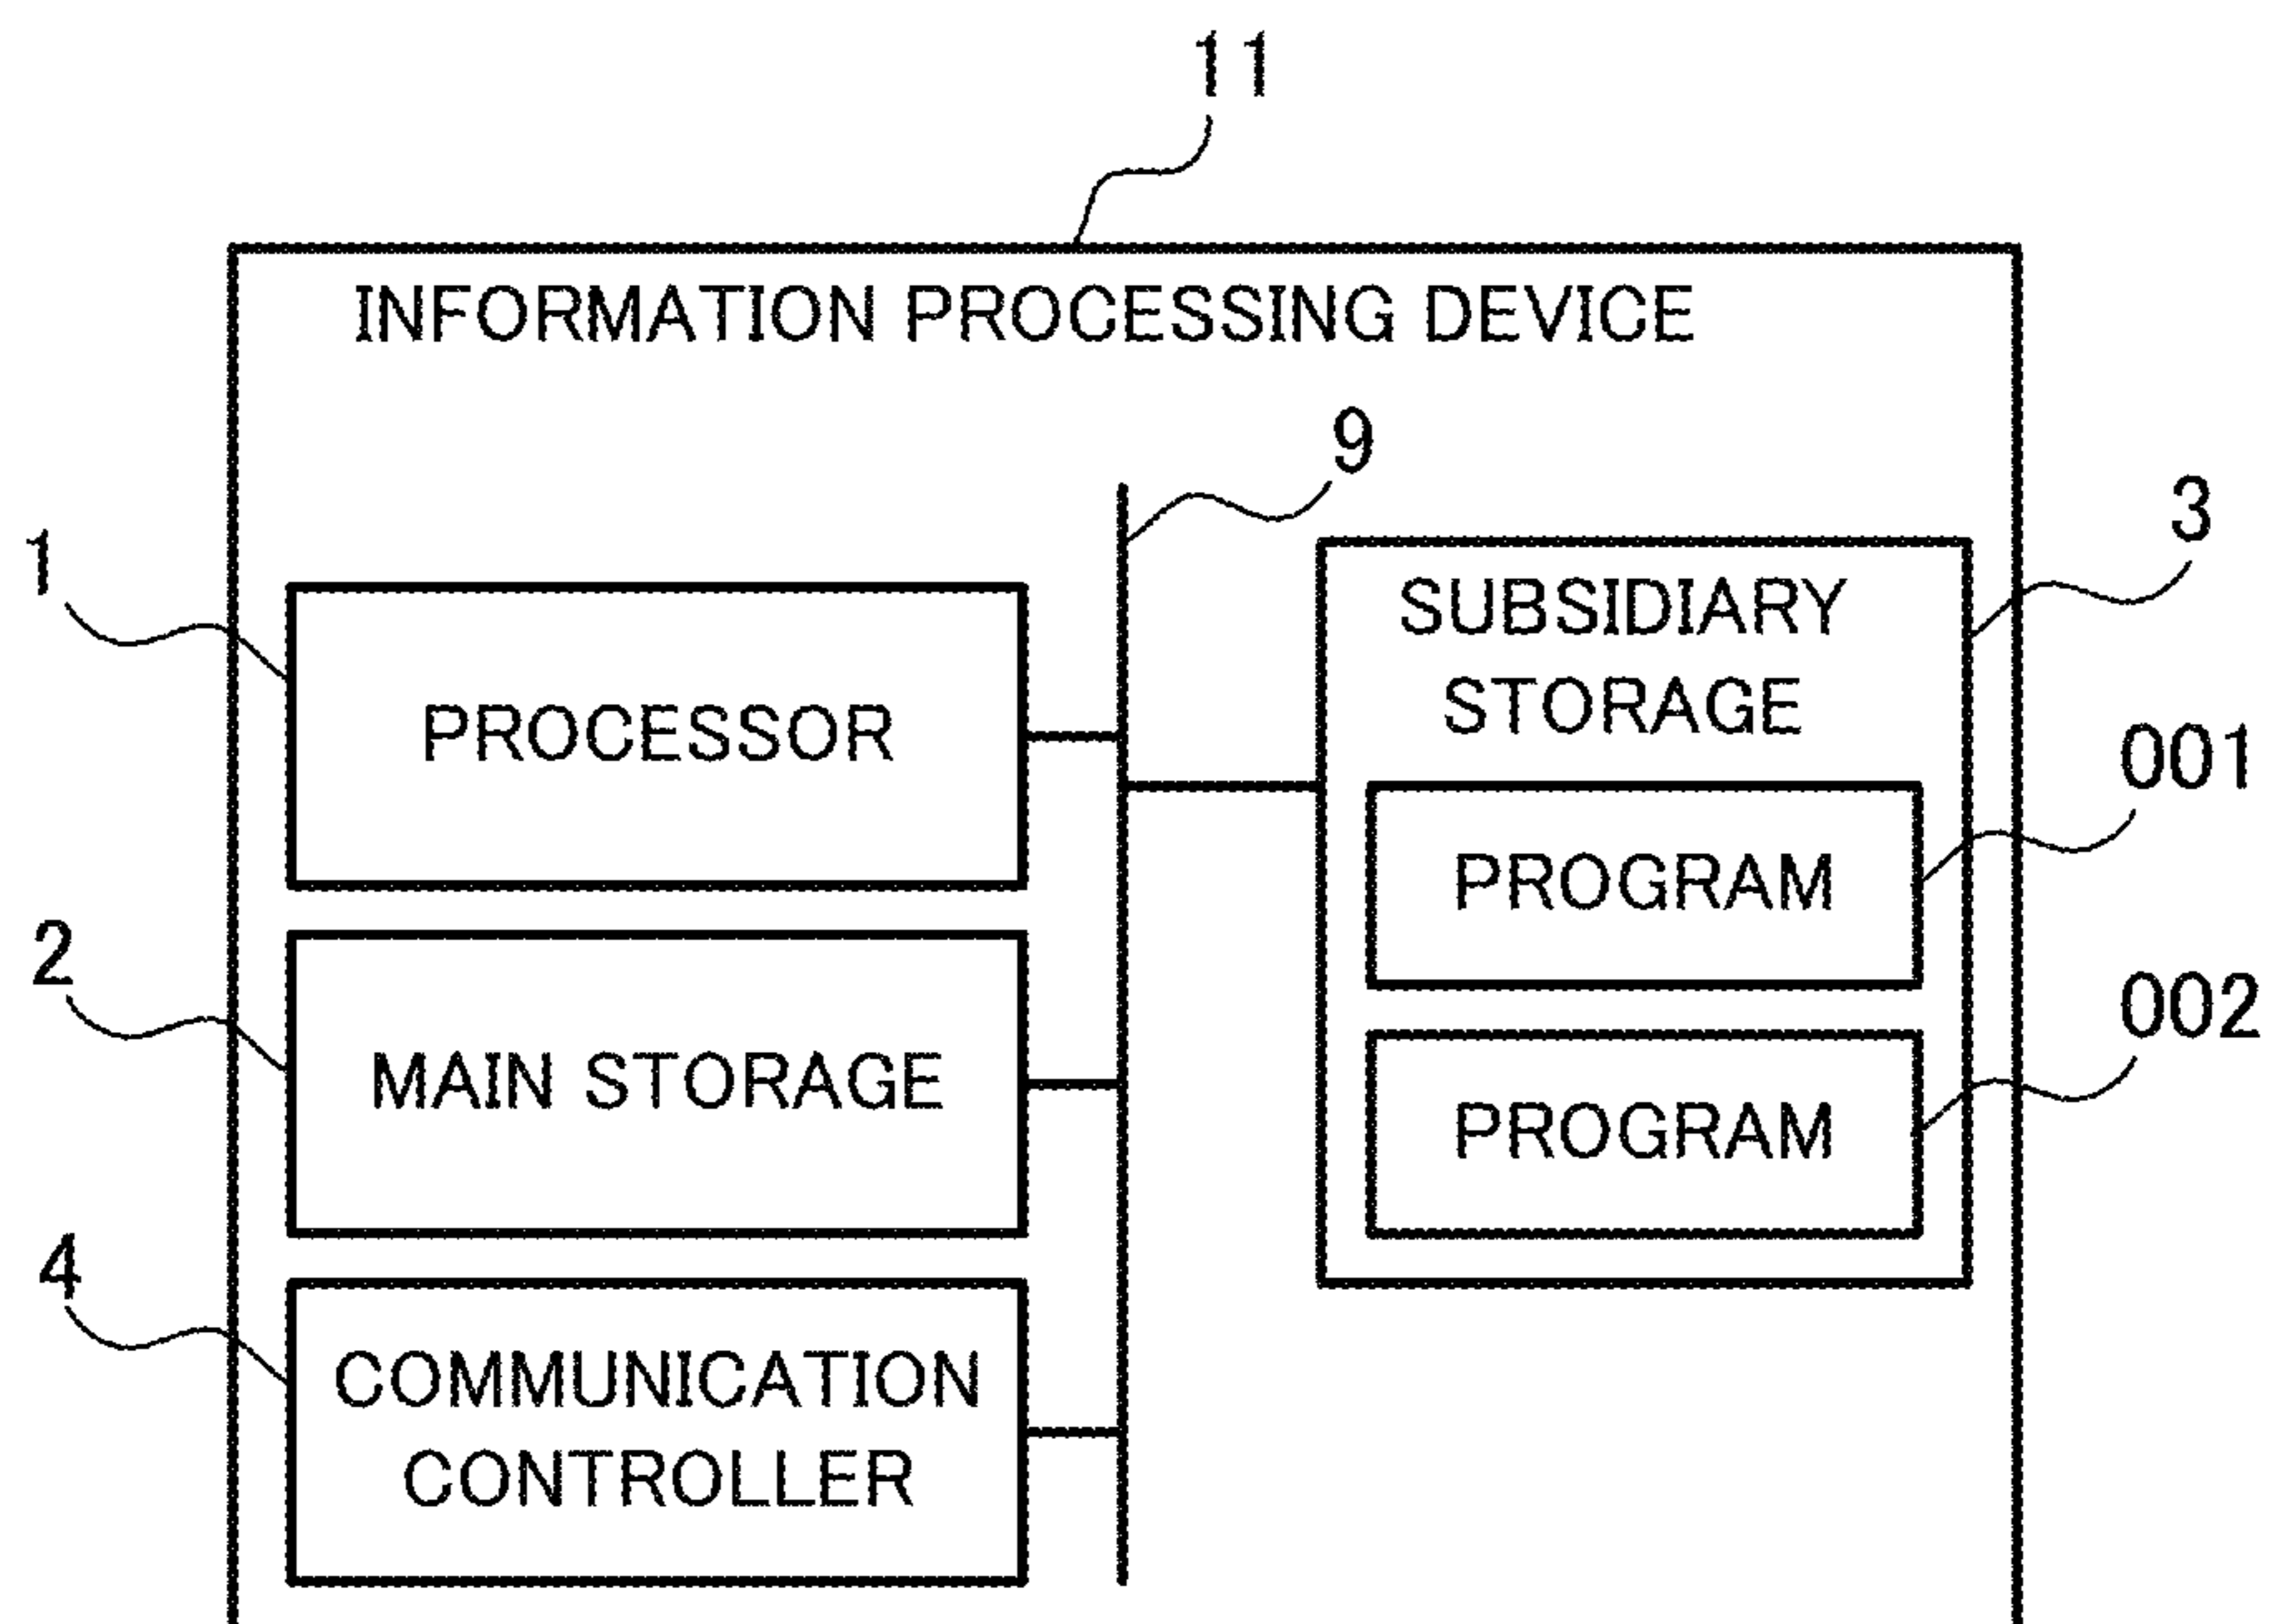 11
INFORMATION PROCESSING DEVICE
9
3
1
SUBSIDIARY
STORAGE
PROCESSOR
001
PROGRAM
2
002
MAIN STORAGE
PROGRAM
4
COMMUNICATION
CONTROLLER